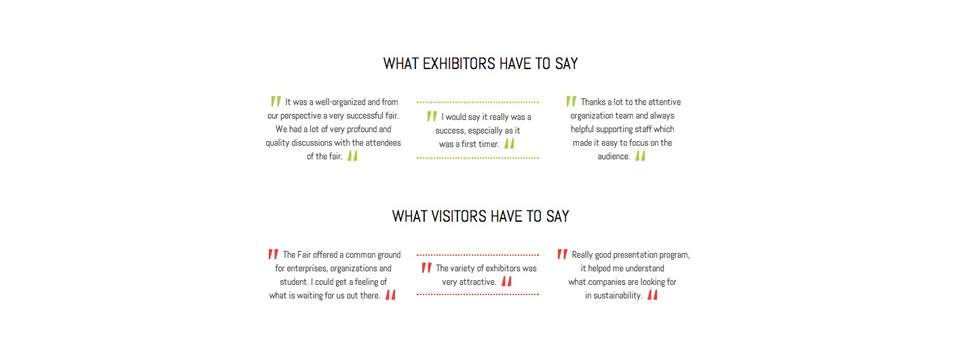 WHAT EXHIBITORS HAVE TO SAY
" It was a well-organized and from
our perspective a very successful fair.
We had a lot of very profound and
quality discussions with the attendees
of the fair. "
" I would say it really was a
success, especially as it
was a first timer. "
" Thanks a lot to the attentive
organization team and always
helpful supporting staff which
made it easy to focus on the
audience. "
WHAT VISITORS HAVE TO SAY
" The Fair offered a common ground
for enterprises, organizations and
student. I could get a feeling of
what is waiting for us out there. "
" The variety of exhibitors was
very attractive. "
" Really good presentation program,
it helped me understand
what companies are looking for
in sustainability. "